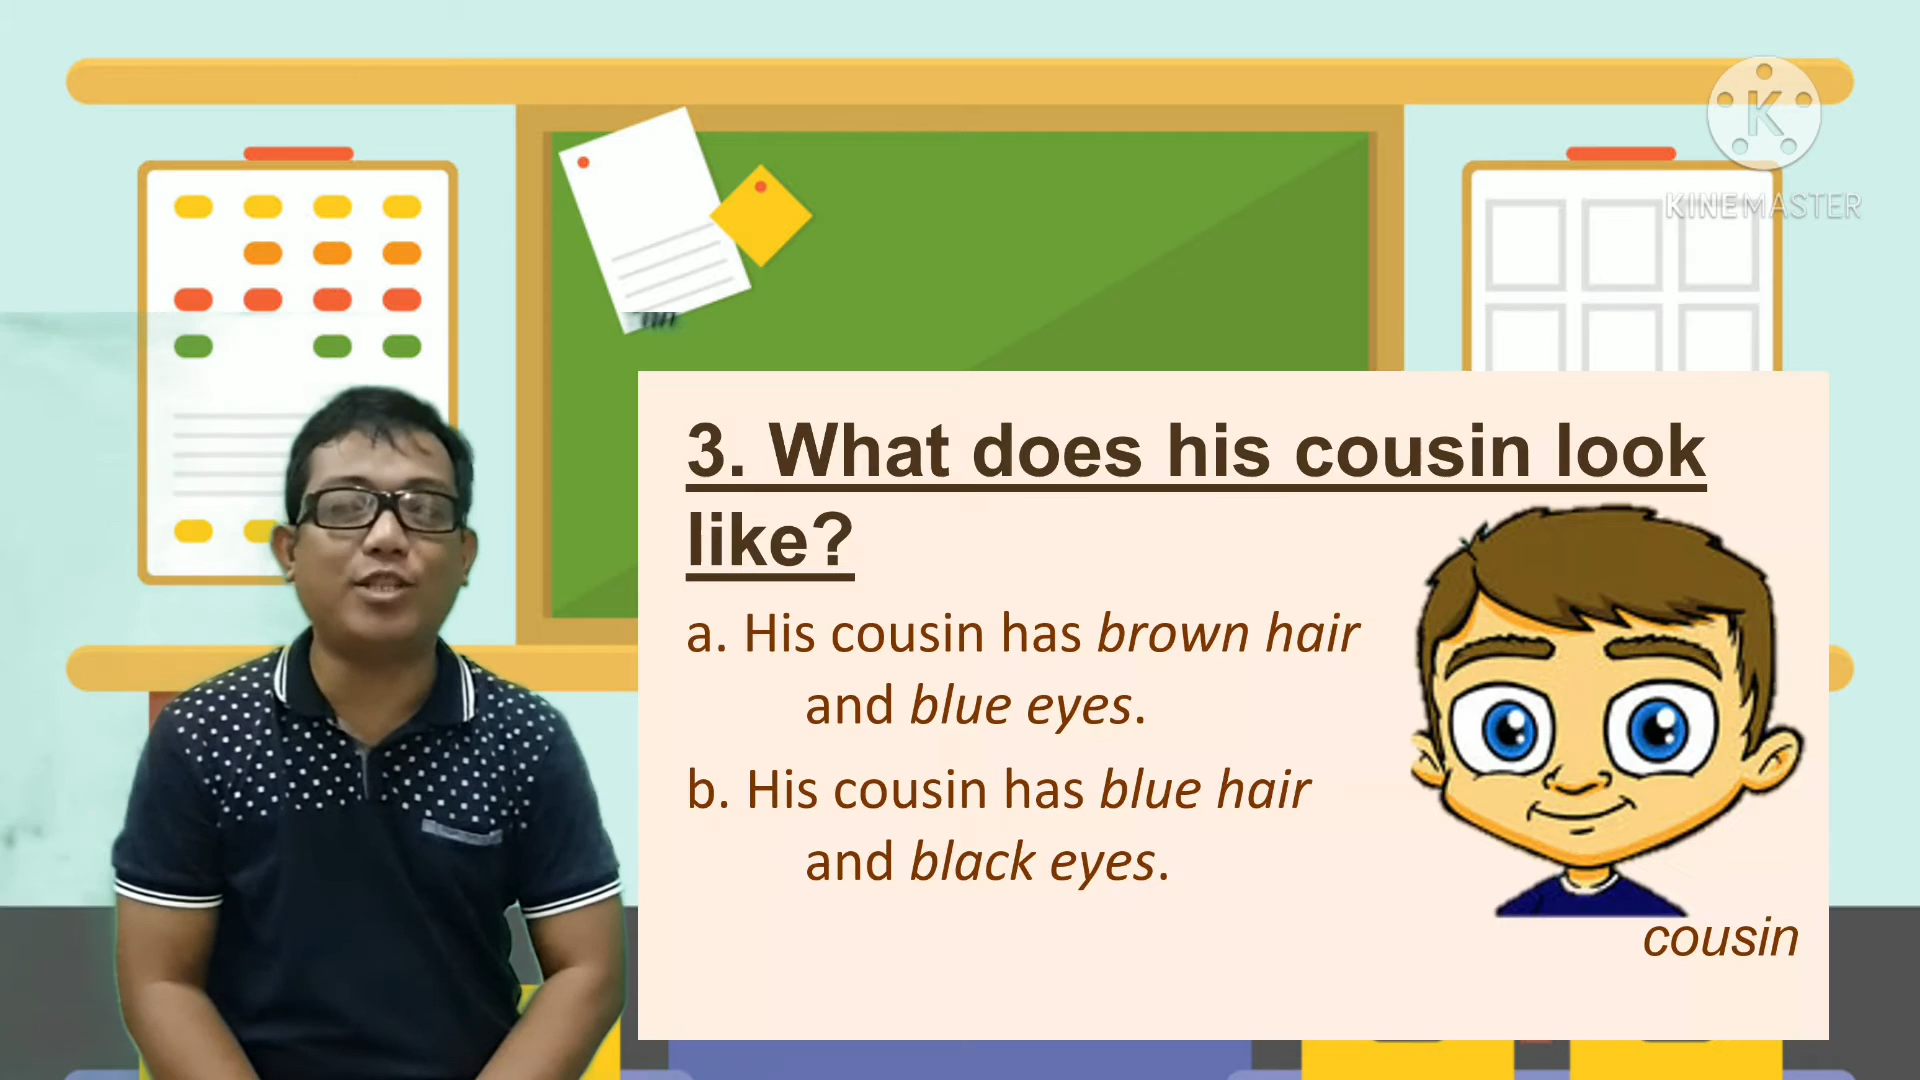 K
KINEMASTER
3. What does his cousin look
like?
a. His cousin has brown hair
and blue eyes.
b. His cousin has blue hair
and black eyes.
cousin